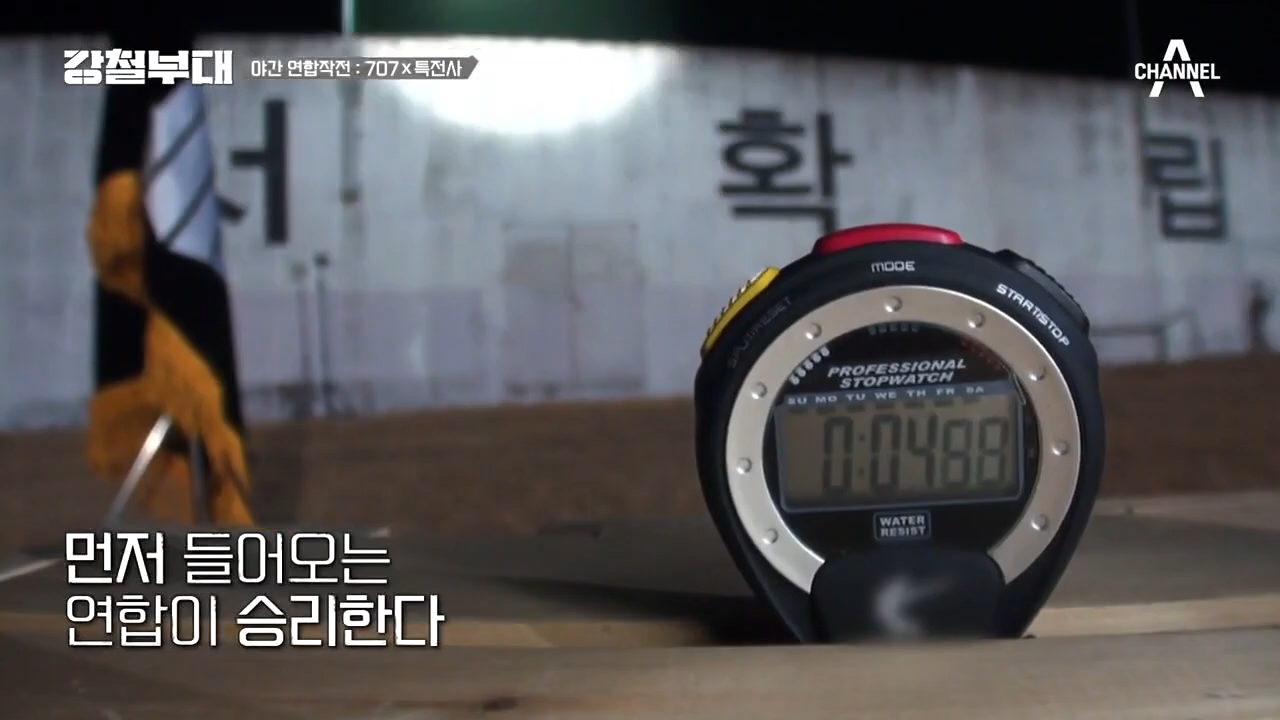 강철부대
야간 연합작전 : 707 x 특전사
CHANNEL A
서 확 립
MODE
START/STOP
SPLIT/RESET
PROFESSIONAL
STOPWATCH
SU MO TU WE TH FR SA
0:04.88
WATER
RESIST
먼저 들어오는
연합이 승리한다